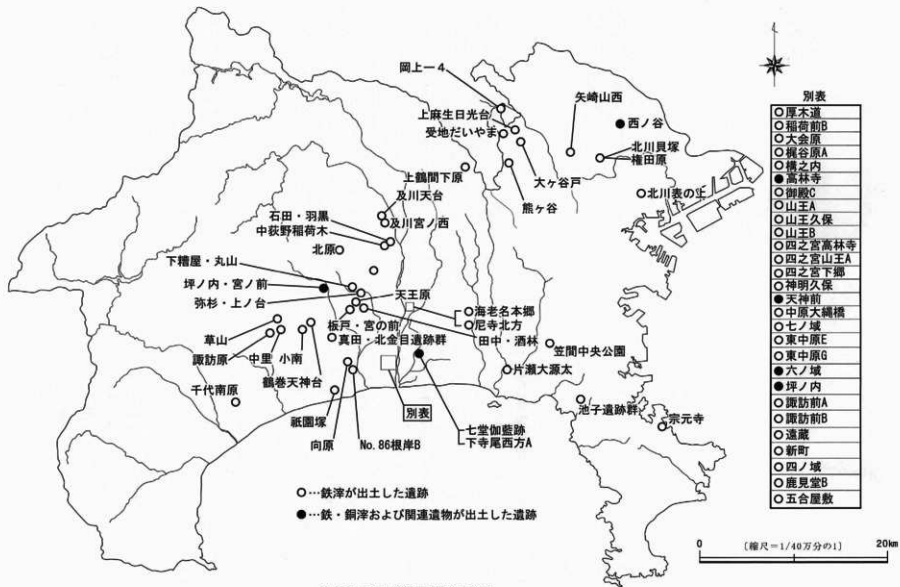 岡上ー4
上麻生日光台
受地だいやま
矢崎山西
西ノ谷
北川貝塚
権田原
上鶴間下原
大ヶ谷戸
熊ヶ谷
北川表の上
及川天台
及川宮ノ西
石田・羽黒
中荻野稲荷木
北原
下糟屋・丸山
坪ノ内・宮ノ前
弥杉・上ノ台
天王原
海老名本郷
尼寺北方
板戸・宮の前
真田・北金目遺跡群
田中・酒林
草山
諏訪原
中里
小南
鶴巻天神台
笠間中央公園
片瀬大源太
千代南原
祗園塚
向原
No.86根岸B
別表
七堂伽藍跡
下寺尾西方A
池子遺跡群
宗元寺
○…鉄滓が出土した遺跡
●…鉄・銅滓および関連遺物が出土した遺跡
別表
○厚木道
○稲荷前B
○大会原
○梶谷原A
○構之内
●高林寺
○御殿C
○山王A
○山王久保
○山王B
○四之宮高林寺
○四之宮山王A
○四之宮下郷
○神明久保
●天神前
○中原大縄橋
○七ノ域
○東中原E
○東中原G
●六ノ域
●坪ノ内
○諏訪前A
○諏訪前B
○遠蔵
○新町
○四ノ域
○鹿見堂B
○五合屋敷
0 [縮尺=1/40万分の1] 20km